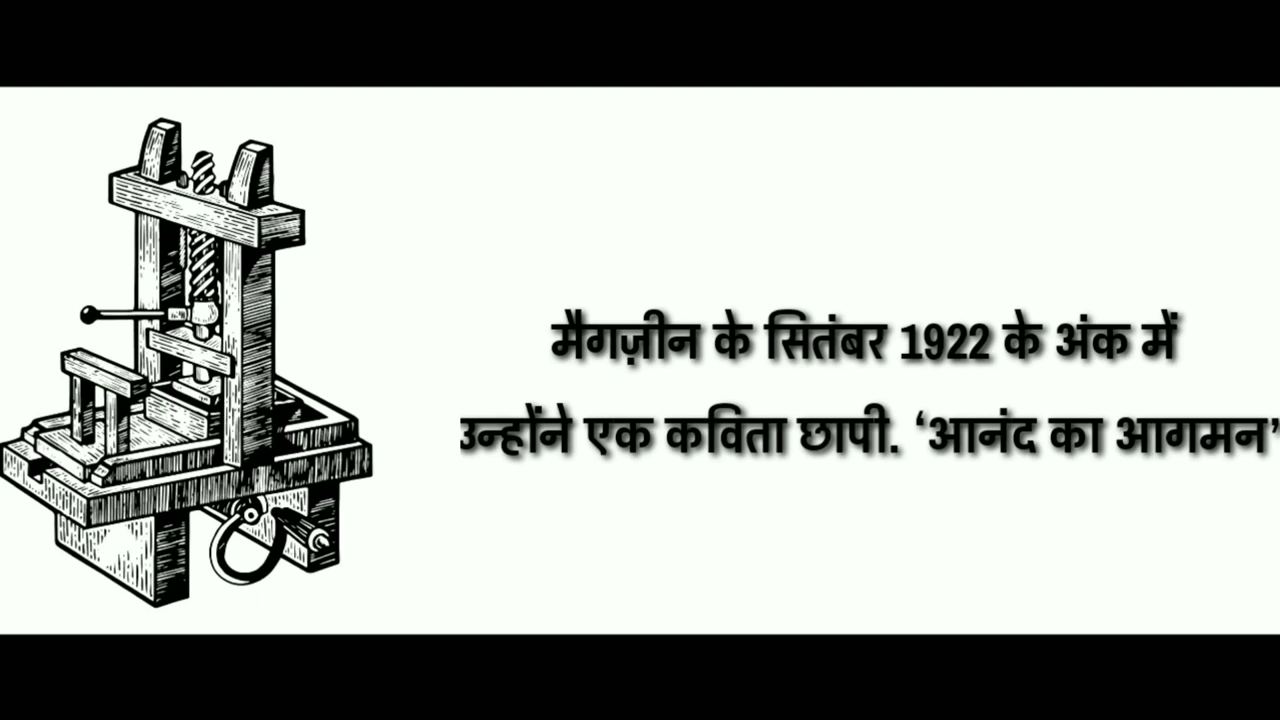 मैगज़ीन के सितंबर 1922 के अंक में
उन्होंने एक कविता छापी. ‘आनंद का आगमन’